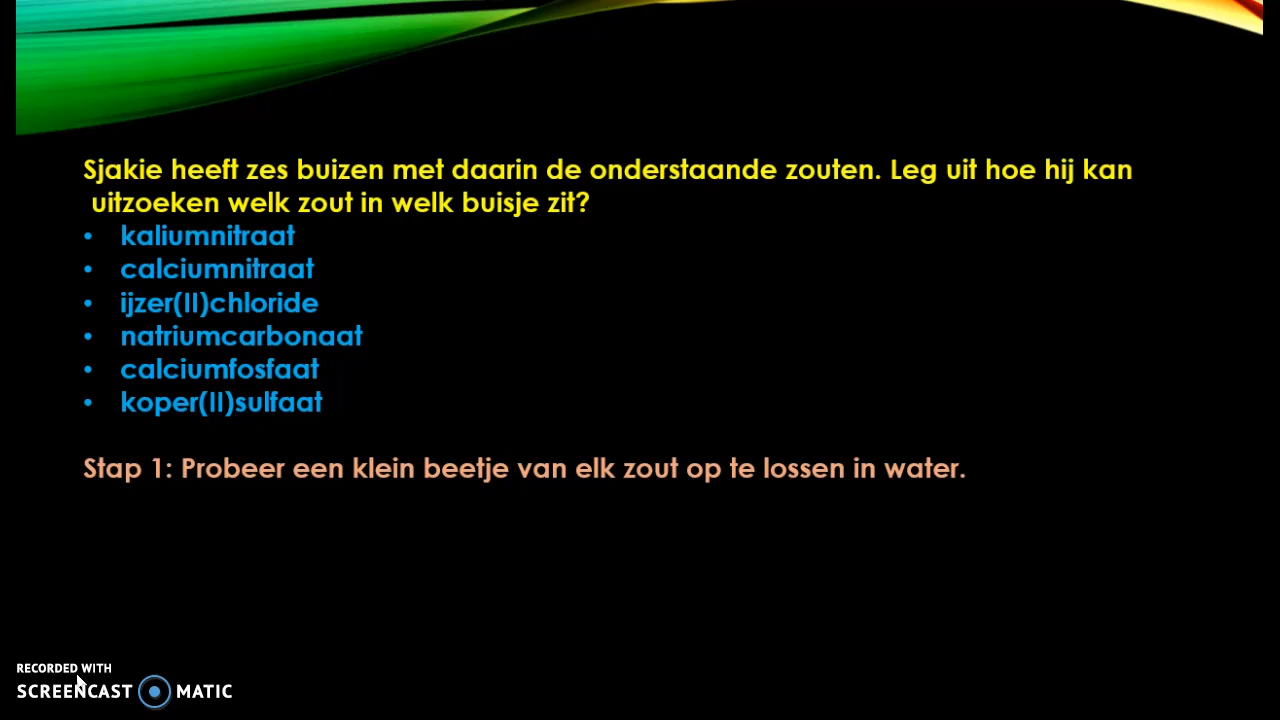 Sjakie heeft zes buizen met daarin de onderstaande zouten. Leg uit hoe hij kan
uitzoeken welk zout in welk buisje zit?
• kaliumnitraat
• calciumnitraat
• ijzer(II)chloride
• natriumcarbonaat
• calciumfosfaat
• koper(II)sulfaat
Stap 1: Probeer een klein beetje van elk zout op te lossen in water.
RECORDED WITH
SCREENCAST MATIC